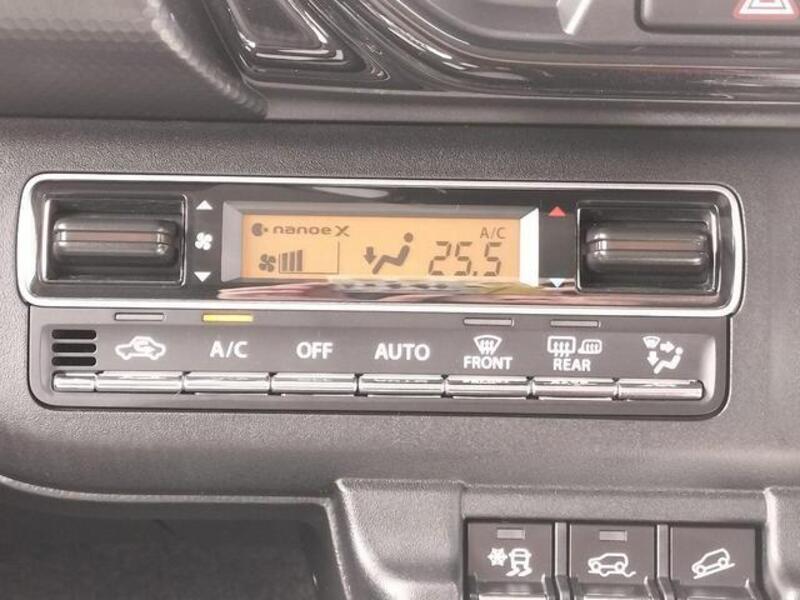 nanoe X
A/C
25.5
A/C
OFF
AUTO
FRONT
REAR